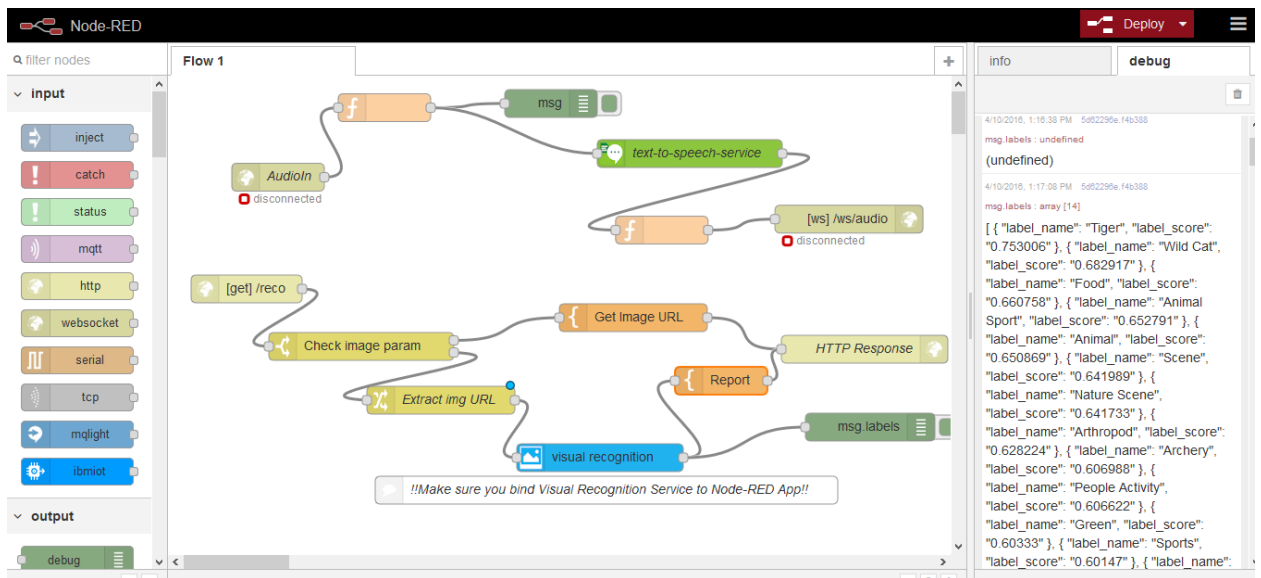 Node-RED
Deploy
filter nodes
Flow 1
info
debug
input
inject
catch
status
mqtt
http
websocket
serial
tcp
mqlight
ibmiot
output
debug
msg
text-to-speech-service
AudioIn
disconnected
[ws] /ws/audio
disconnected
[get] /reco
Check image param
Get Image URL
HTTP Response
Report
Extract img URL
msg.labels
visual recognition
!!Make sure you bind Visual Recognition Service to Node-RED App!!
4/10/2016, 1:16:38 PM 5d62296e.f4b388
msg.labels : undefined
(undefined)
4/10/2016, 1:17:08 PM 5d62296e.f4b388
msg.labels : array [14]
[ { "label_name": "Tiger", "label_score":
"0.753006" }, { "label_name": "Wild Cat",
"label_score": "0.682917" }, {
"label_name": "Food", "label_score":
"0.660758" }, { "label_name": "Animal
Sport", "label_score": "0.652791" }, {
"label_name": "Animal", "label_score":
"0.650869" }, { "label_name": "Scene",
"label_score": "0.641989" }, {
"label_name": "Nature Scene",
"label_score": "0.641733" }, {
"label_name": "Arthropod", "label_score":
"0.628224" }, { "label_name": "Archery",
"label_score": "0.606988" }, {
"label_name": "People Activity",
"label_score": "0.606622" }, {
"label_name": "Green", "label_score":
"0.60333" }, { "label_name": "Sports",
"label_score": "0.60147" }, { "label_name":